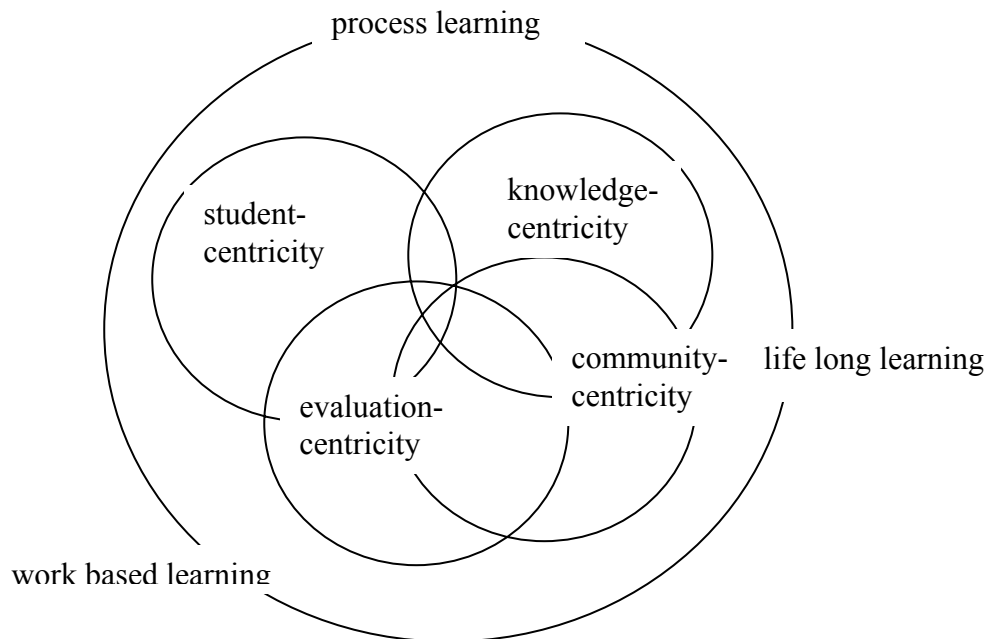 process learning
student-
centricity
knowledge-
centricity
community-
centricity
life long learning
evaluation-
centricity
work based learning